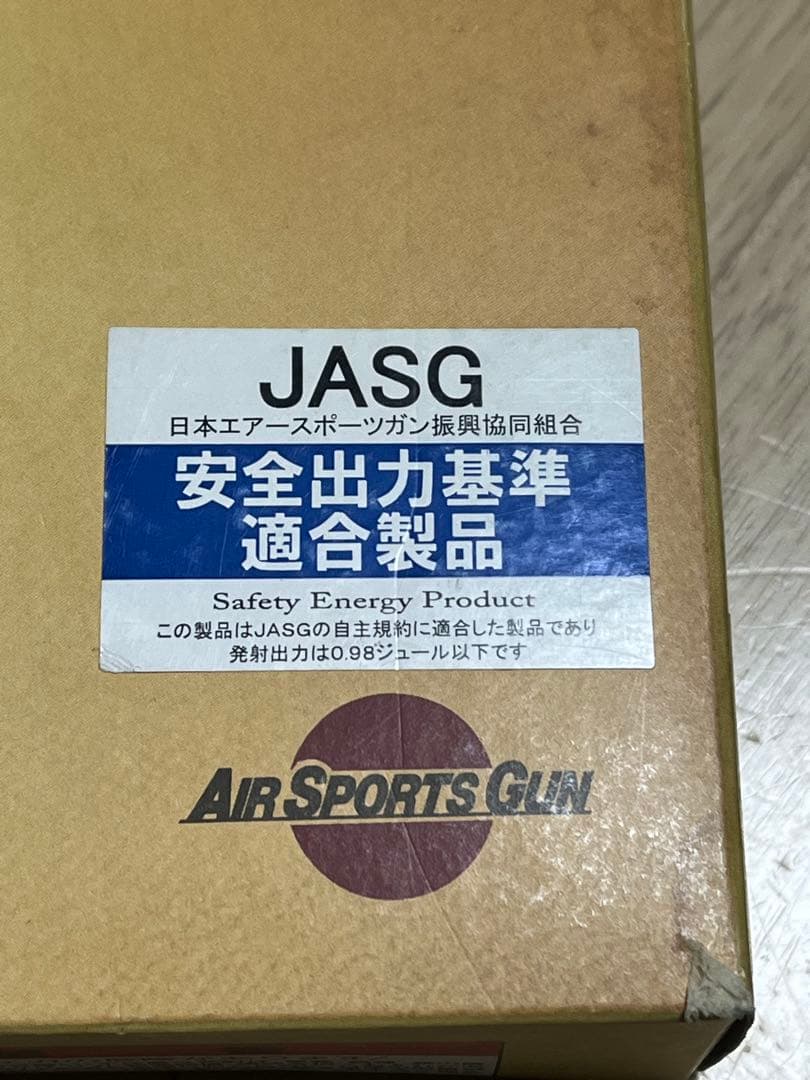 JASG
日本エアースポーツガン振興協同組合
安全出力基準
適合製品
Safety Energy Product
この製品はJASGの自主規約に適合した製品であり
発射出力は0.98ジュール以下です
AIR SPORTS GUN